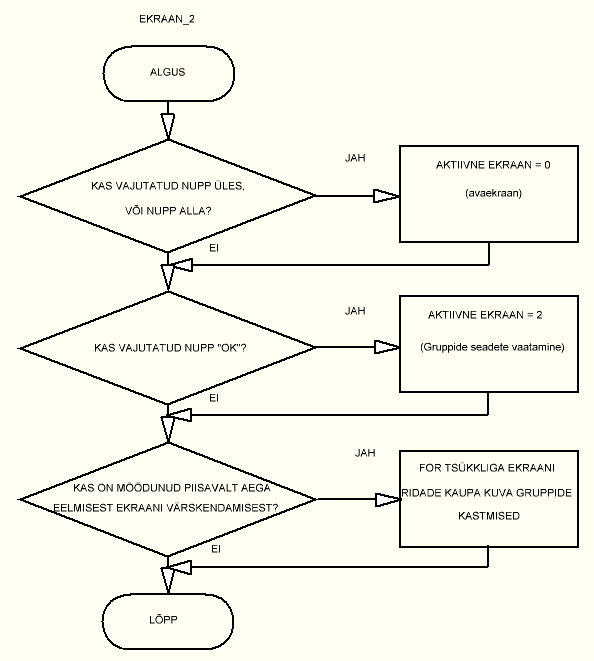 EKRAAN_2
ALGUS
KAS VAJUTATUD NUPP ÜLES,
VÕI NUPP ALLA?
JAH
AKTIIVNE EKRAAN = 0
(avaekraan)
EI
KAS VAJUTATUD NUPP "OK"?
JAH
AKTIIVNE EKRAAN = 2
(Gruppide seadete vaatamine)
EI
KAS ON MÖÖDUNUD PIISAVALT AEGA
EELMISEST EKRAANI VÄRSKENDAMISEST?
JAH
FOR TSÜKKLIGA EKRAANI
RIDADE KAUPA KUVA GRUPPIDE
KASTMISED
EI
LÕPP